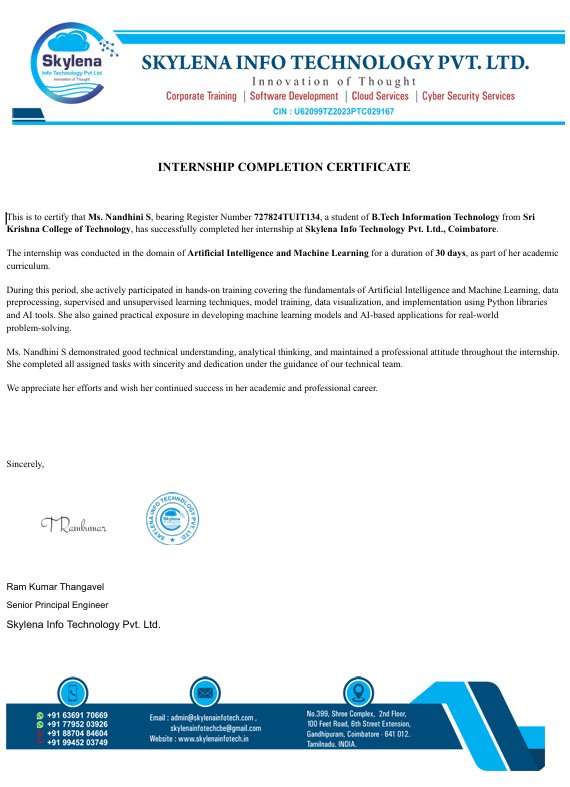 Skylena
Info Technology Pvt Ltd
Innovation of Thought
SKYLENA INFO TECHNOLOGY PVT. LTD.
Innovation of Thought
Corporate Training | Software Development | Cloud Services | Cyber Security Services
CIN : U62099TZ2023PTC029167
INTERNSHIP COMPLETION CERTIFICATE
This is to certify that Ms. Nandhini S, bearing Register Number 727824TUIT134, a student of B.Tech Information Technology from Sri
Krishna College of Technology, has successfully completed her internship at Skylena Info Technology Pvt. Ltd., Coimbatore.
The internship was conducted in the domain of Artificial Intelligence and Machine Learning for a duration of 30 days, as part of her academic
curriculum.
During this period, she actively participated in hands-on training covering the fundamentals of Artificial Intelligence and Machine Learning, data
preprocessing, supervised and unsupervised learning techniques, model training, data visualization, and implementation using Python libraries
and AI tools. She also gained practical exposure in developing machine learning models and AI-based applications for real-world
problem-solving.
Ms. Nandhini S demonstrated good technical understanding, analytical thinking, and maintained a professional attitude throughout the internship.
She completed all assigned tasks with sincerity and dedication under the guidance of our technical team.
We appreciate her efforts and wish her continued success in her academic and professional career.
Sincerely,
T Ramkumar
SKYLENA INFO TECHNOLOGY PVT. LTD.
Skylena
Ram Kumar Thangavel
Senior Principal Engineer
Skylena Info Technology Pvt. Ltd.
+91 63691 70669
+91 77952 03926
+91 88704 84604
+91 99452 03749
Email : admin@skylenainfotech.com ,
skylenainfotechcbe@gmail.com
Website : www.skylenainfotech.in
No.399, Shree Complex, 2nd Floor,
100 Feet Road, 6th Street Extension,
Gandhipuram, Coimbatore - 641 012.
Tamilnadu. INDIA.